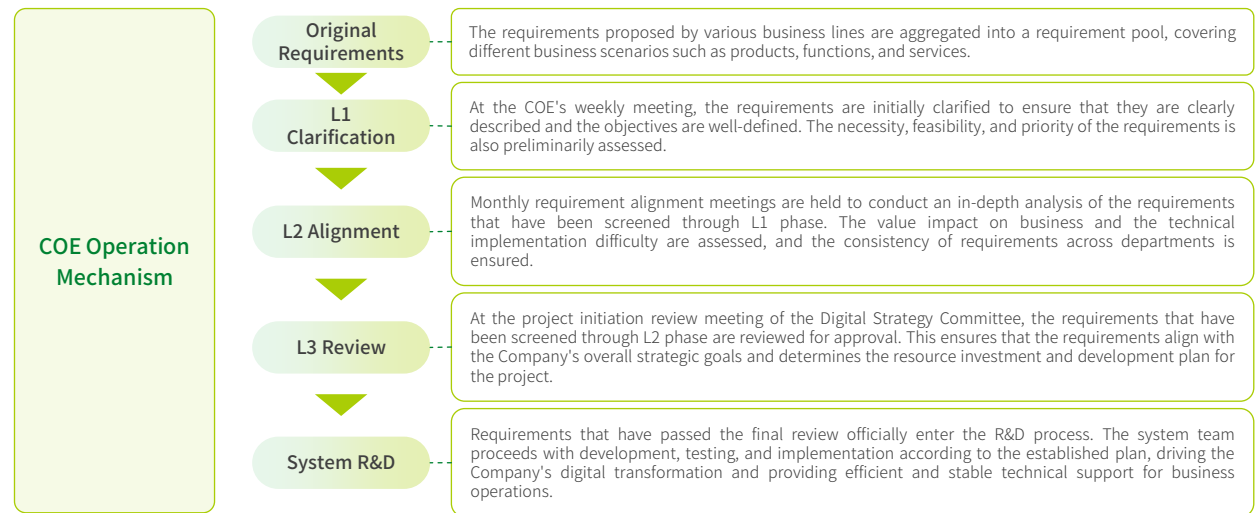 COE Operation
Mechanism
Original
Requirements
The requirements proposed by various business lines are aggregated into a requirement pool, covering
different business scenarios such as products, functions, and services.
L1
Clarification
At the COE's weekly meeting, the requirements are initially clarified to ensure that they are clearly
described and the objectives are well-defined. The necessity, feasibility, and priority of the requirements is
also preliminarily assessed.
L2 Alignment
Monthly requirement alignment meetings are held to conduct an in-depth analysis of the requirements
that have been screened through L1 phase. The value impact on business and the technical
implementation difficulty are assessed, and the consistency of requirements across departments is
ensured.
L3 Review
At the project initiation review meeting of the Digital Strategy Committee, the requirements that have
been screened through L2 phase are reviewed for approval. This ensures that the requirements align with
the Company's overall strategic goals and determines the resource investment and development plan for
the project.
System R&D
Requirements that have passed the final review officially enter the R&D process. The system team
proceeds with development, testing, and implementation according to the established plan, driving the
Company's digital transformation and providing efficient and stable technical support for business
operations.